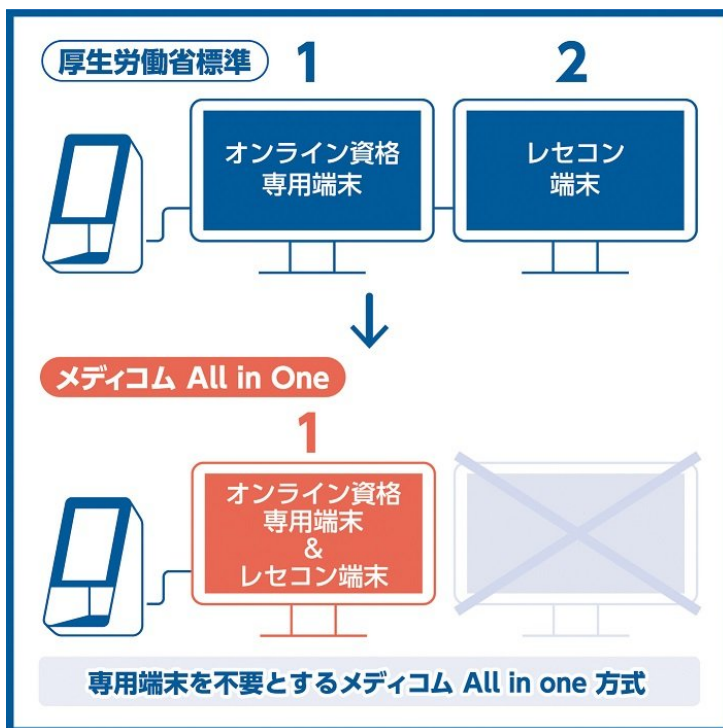 厚生労働省標準
1
2
オンライン資格
専用端末
レセコン
端末
メディコム All in One
1
オンライン資格
専用端末
&
レセコン端末
専用端末を不要とするメディコム All in one 方式